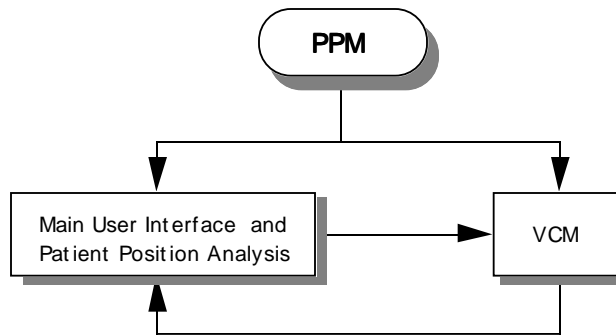 PPM
Main User Interface and
Patient Position Analysis
VCM